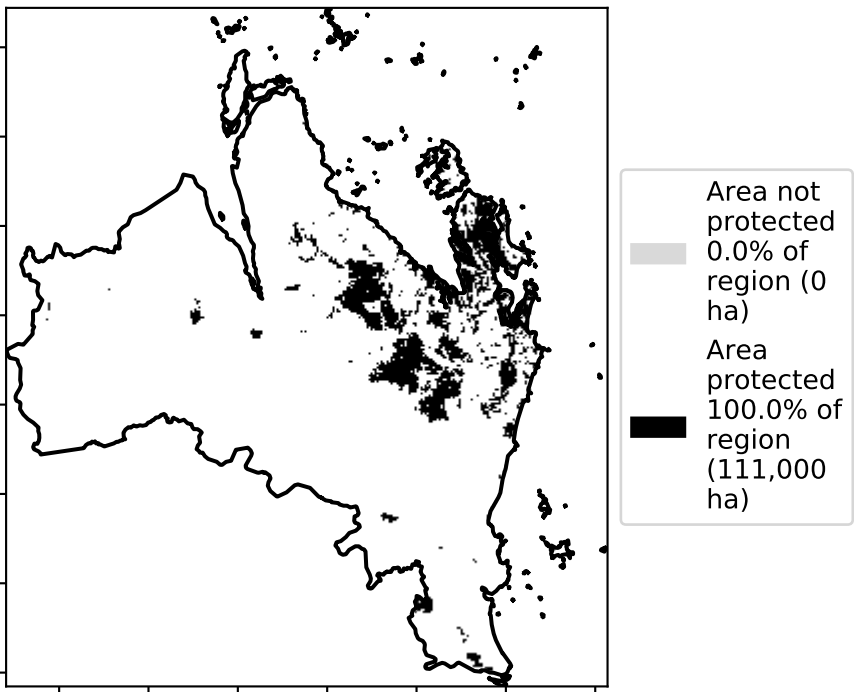 Area not
protected
0.0% of
region (0
ha)
Area
protected
100.0% of
region
(111,000
ha)